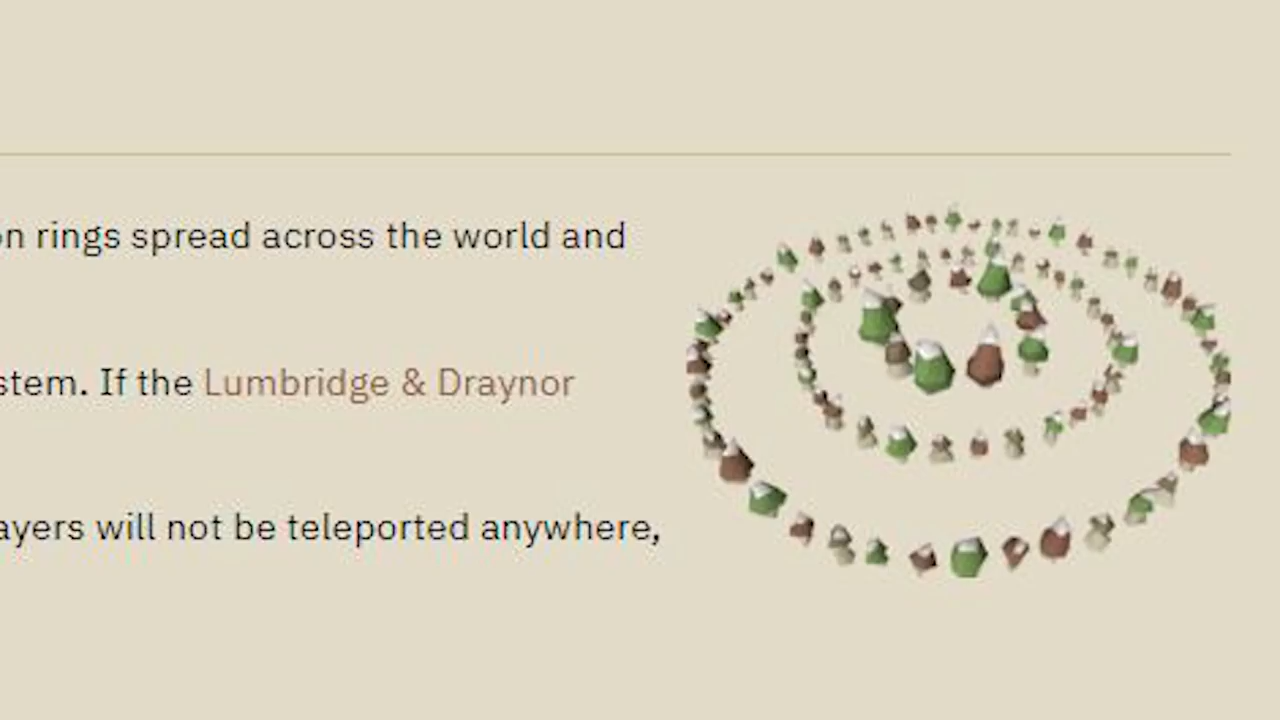 on rings spread across the world and
stem. If the Lumbridge & Draynor
ayers will not be teleported anywhere,